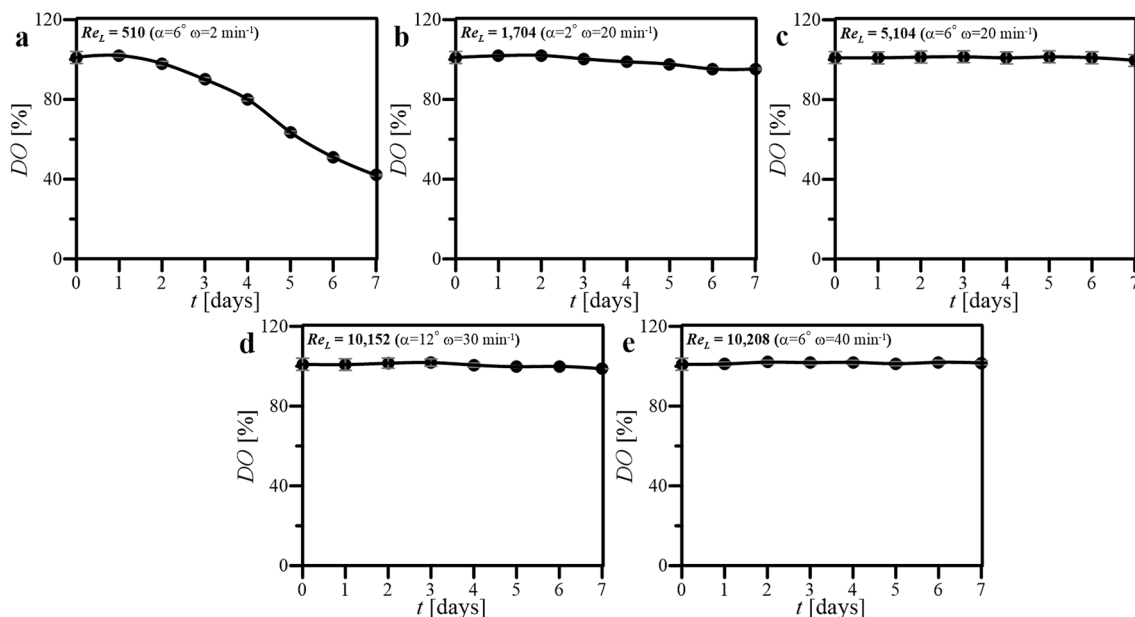 a
Re_L = 510 (α=6° ω=2 min⁻¹)
120
80
40
0
DO [%]
0 1 2 3 4 5 6 7
t [days]
b
Re_L = 1,704 (α=2° ω=20 min⁻¹)
120
80
40
0
DO [%]
0 1 2 3 4 5 6 7
t [days]
c
Re_L = 5,104 (α=6° ω=20 min⁻¹)
120
80
40
0
DO [%]
0 1 2 3 4 5 6 7
t [days]
d
Re_L = 10,152 (α=12° ω=30 min⁻¹)
120
80
40
0
DO [%]
0 1 2 3 4 5 6 7
t [days]
e
Re_L = 10,208 (α=6° ω=40 min⁻¹)
120
80
40
0
DO [%]
0 1 2 3 4 5 6 7
t [days]